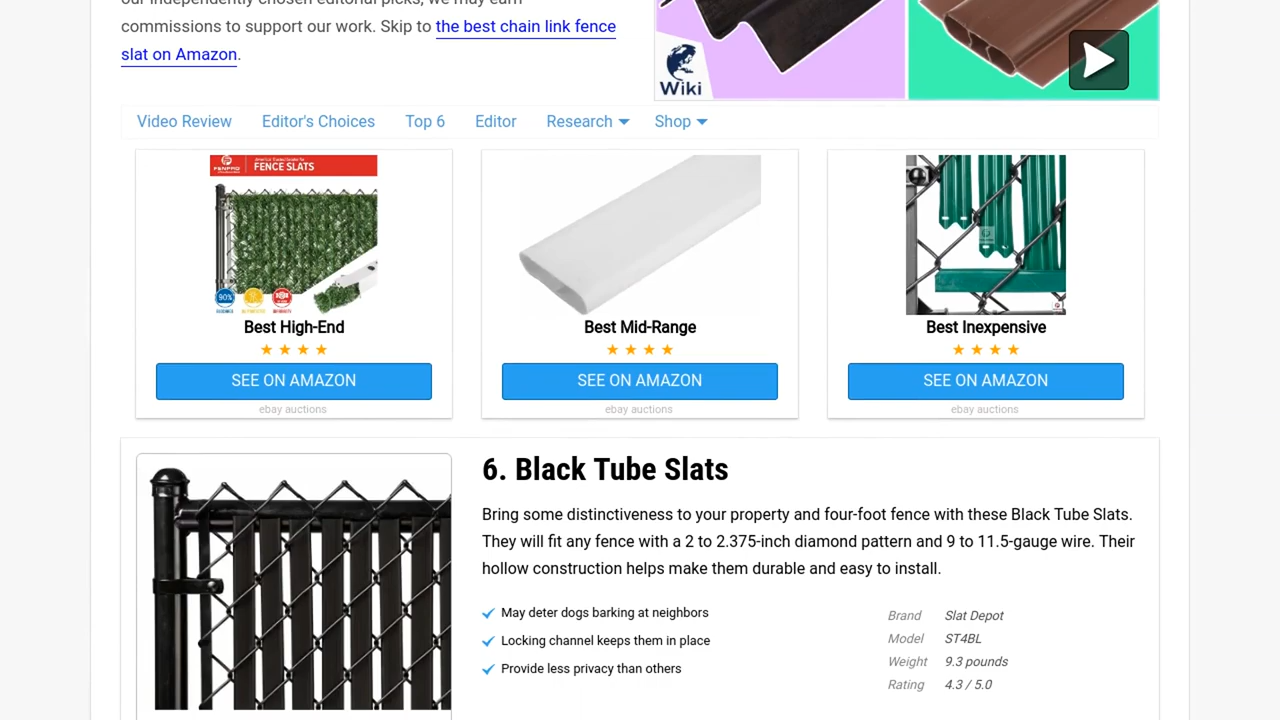 our independently chosen editorial picks, we may earn
commissions to support our work. Skip to the best chain link fence
slat on Amazon.
Wiki
Video Review
Editor's Choices
Top 6
Editor
Research
Shop
FENCE SLATS
90%
Best High-End
SEE ON AMAZON
ebay auctions
Best Mid-Range
SEE ON AMAZON
ebay auctions
Best Inexpensive
SEE ON AMAZON
ebay auctions
6. Black Tube Slats
Bring some distinctiveness to your property and four-foot fence with these Black Tube Slats.
They will fit any fence with a 2 to 2.375-inch diamond pattern and 9 to 11.5-gauge wire. Their
hollow construction helps make them durable and easy to install.
May deter dogs barking at neighbors
Locking channel keeps them in place
Provide less privacy than others
Brand Slat Depot
Model ST4BL
Weight 9.3 pounds
Rating 4.3 / 5.0